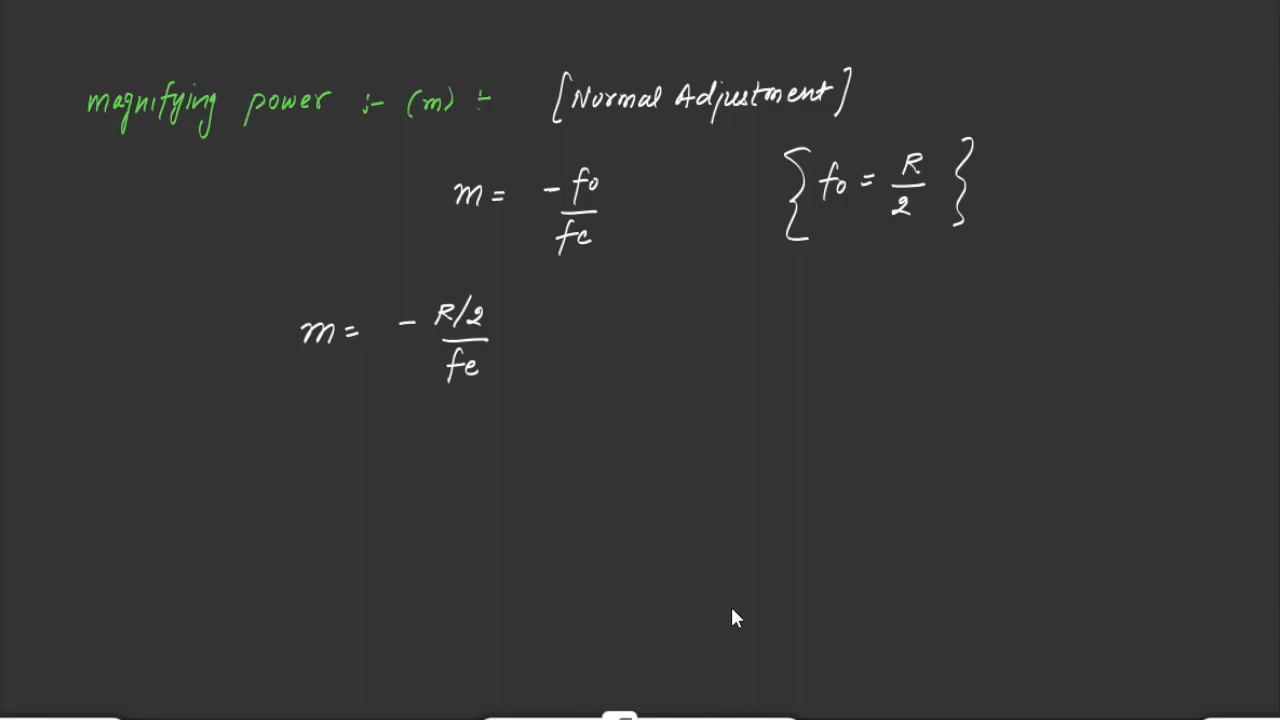 magnifying power :- (m) :- [Normal Adjustment]
m = -fo/fe { fo = R/2 }
m = - R/2/fe